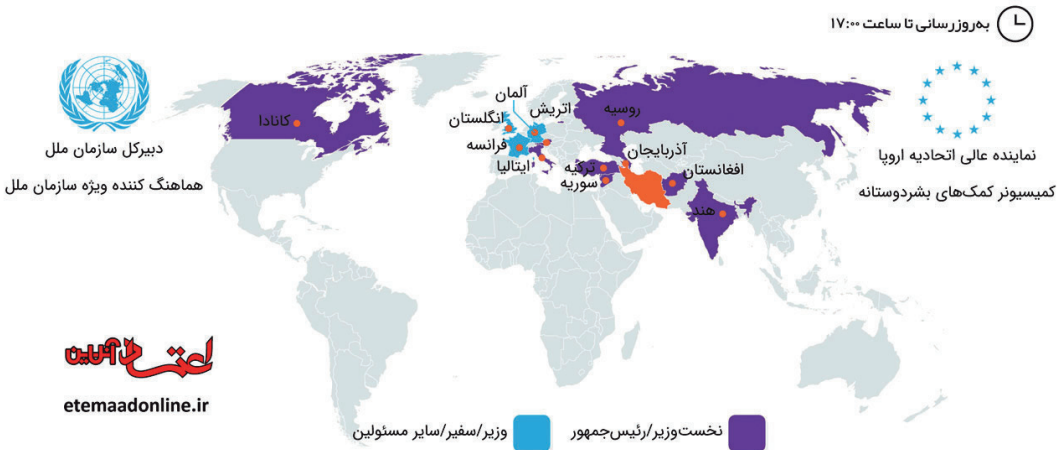 به‌روزرسانی تا ساعت ۱۷:۰۰
نماینده عالی اتحادیه اروپا
کمیسیونر کمک‌های بشردوستانه
دبیرکل سازمان ملل
هماهنگ کننده ویژه سازمان ملل
کانادا
آلمان
انگلستان
اتریش
روسیه
فرانسه
ایتالیا
آذربایجان
ترکیه
افغانستان
سوریه
هند
اعتماد آنلاین
etemaadonline.ir
نخست‌وزیر/رئیس‌جمهور
وزیر/سفیر/سایر مسئولین